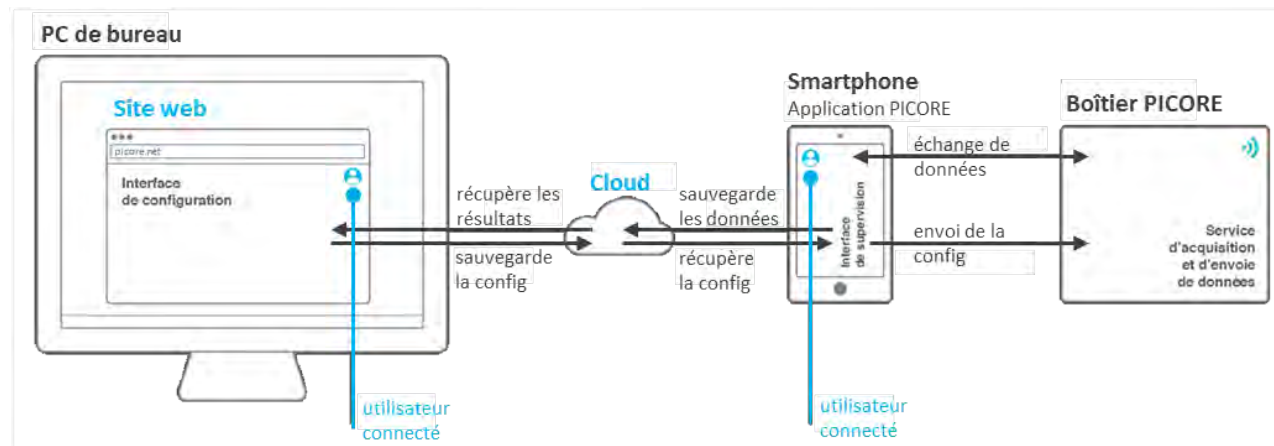 PC de bureau
Site web
picore.net
Interface
de configuration
récupère les
résultats
sauvegarde
la config
Cloud
sauvegarde
les données
récupère
la config
Smartphone
Application PICORE
Interface
de supervision
échange de
données
envoi de la
config
Boîtier PICORE
Service
d'acquisition
et d'envoie
de données
utilisateur
connecté
utilisateur
connecté